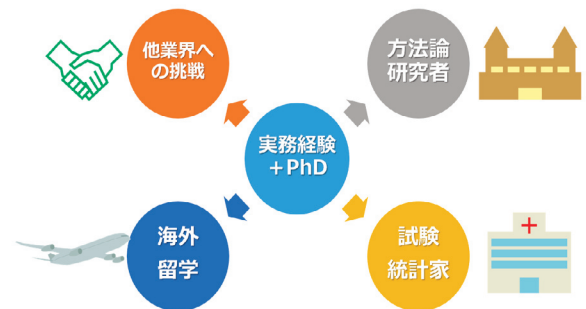 他業界へ
の挑戦
方法論
研究者
実務経験
+PhD
海外
留学
試験
統計家